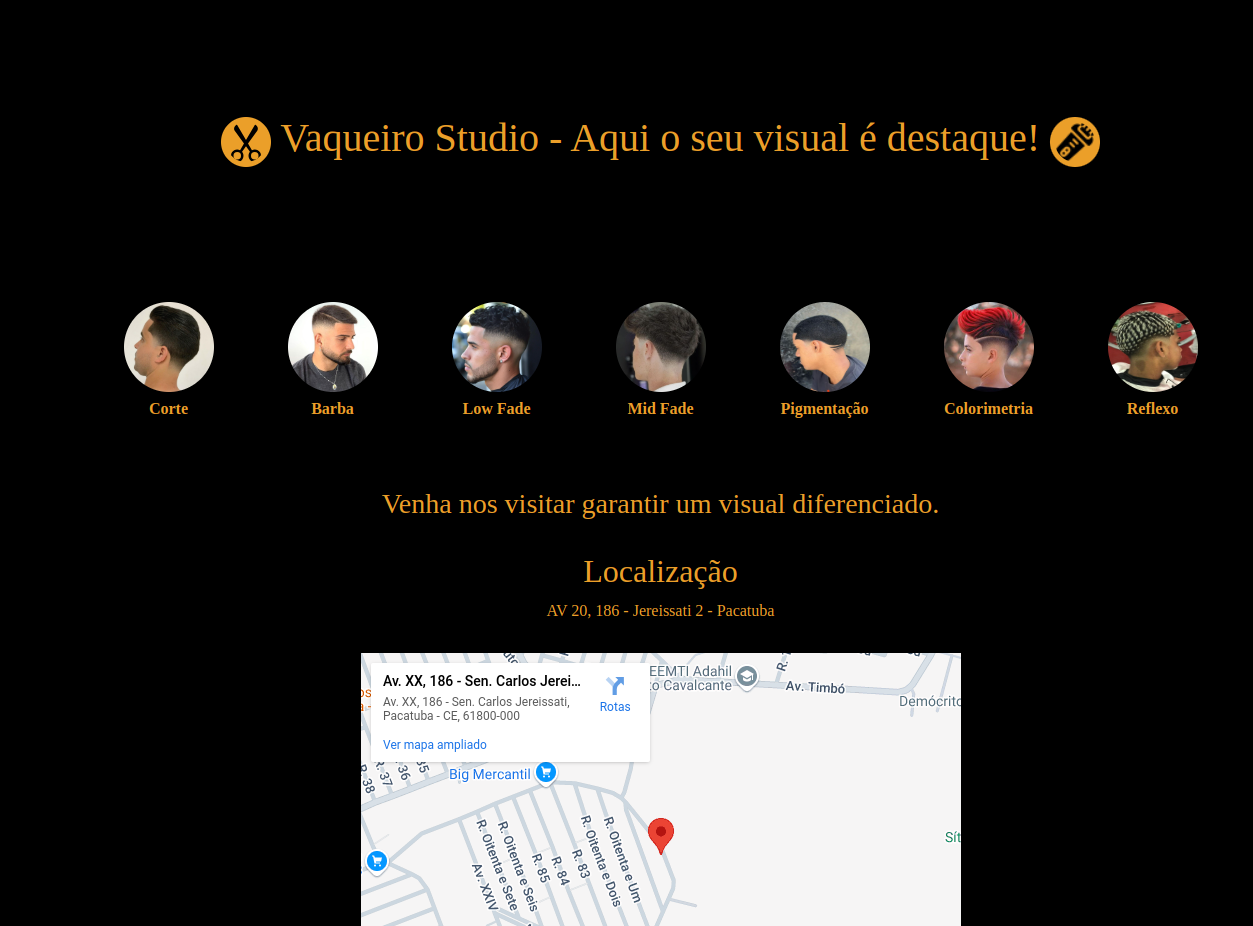 Vaqueiro Studio - Aqui o seu visual é destaque!
Corte
Barba
Low Fade
Mid Fade
Pigmentação
Colorimetria
Reflexo
Venha nos visitar garantir um visual diferenciado.
Localização
AV 20, 186 - Jereissati 2 - Pacatuba
Av. XX, 186 - Sen. Carlos Jerei...
Av. XX, 186 - Sen. Carlos Jereissati,
Pacatuba - CE, 61800-000
Rotas
Ver mapa ampliado
EEMTI Adahil
to Cavalcante
Av. Timbó
Demócrito
Big Mercantil
R. 38
R. 37
36
35
R. Oitenta e Sete
R. Oitenta e Seis
R. 85
R. 84
R. 83
R. Oitenta e Dois
R. Oitenta e Um
Av. XXIV
Sít